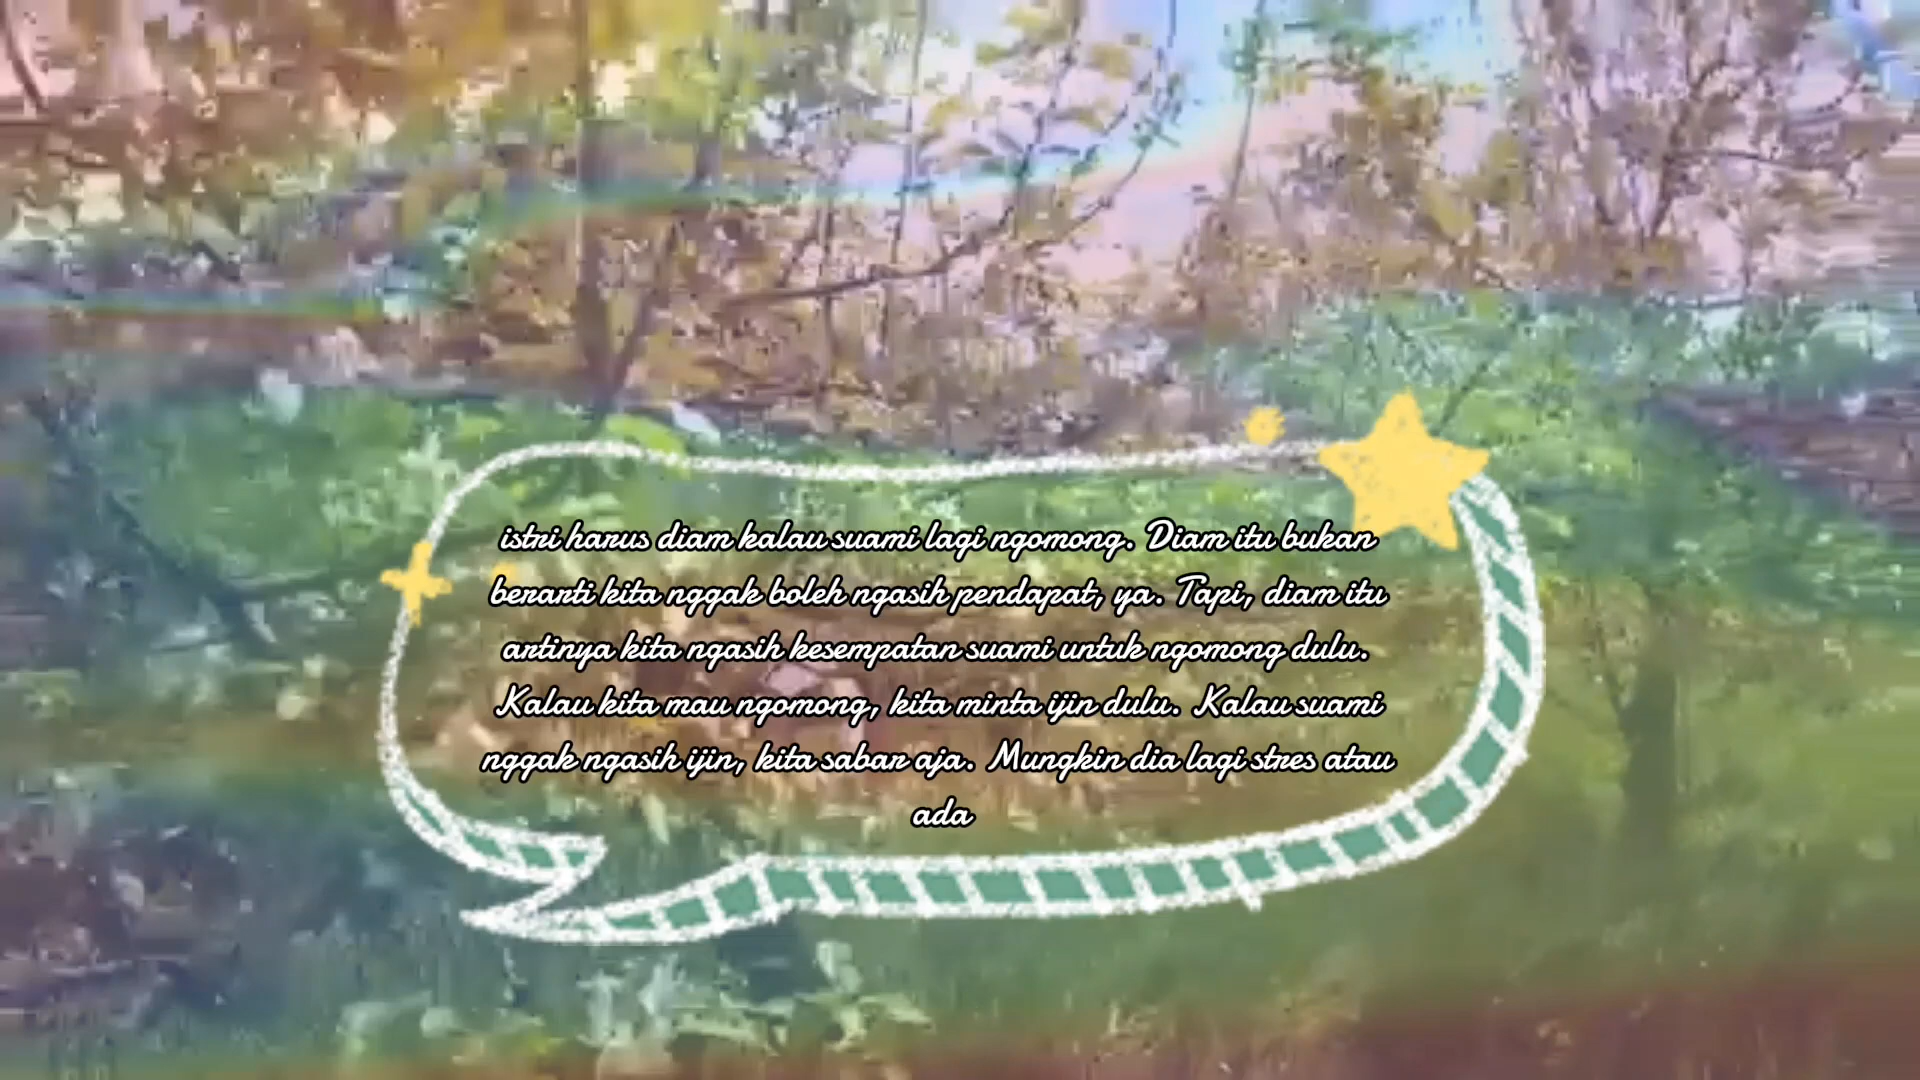 istri harus diam kalau suami lagi ngomong. Diam itu bukan
berarti kita nggak boleh ngasih pendapat, ya. Tapi, diam itu
artinya kita ngasih kesempatan suami untuk ngomong dulu.
Kalau kita mau ngomong, kita minta ijin dulu. Kalau suami
nggak ngasih ijin, kita sabar aja. Mungkin dia lagi stres atau
ada